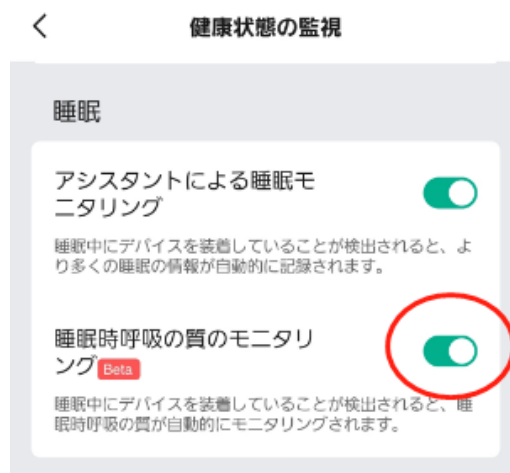 健康状態の監視
睡眠
アシスタントによる睡眠モ
ニタリング
睡眠中にデバイスを装着していることが検出されると、よ
り多くの睡眠の情報が自動的に記録されます。
睡眠時呼吸の質のモニタリ
ング Beta
睡眠中にデバイスを装着していることが検出されると、睡
眠時呼吸の質が自動的にモニタリングされます。